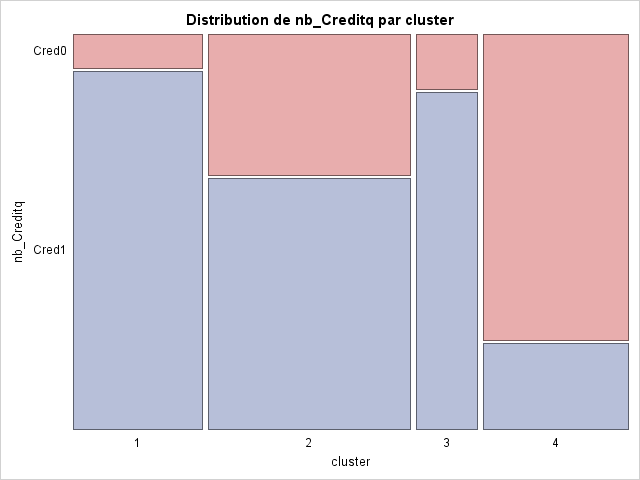 Distribution de nb_Creditq par cluster
Cred0
nb_Creditq
Cred1
1 2 3 4
cluster